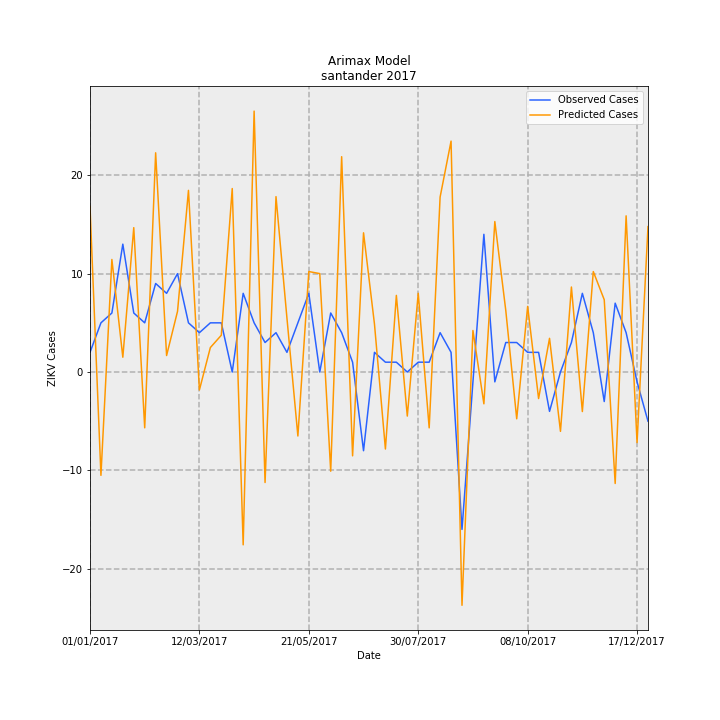 Arimax Model
santander 2017
Observed Cases
Predicted Cases
ZIKV Cases
20
10
0
−10
−20
01/01/2017
12/03/2017
21/05/2017
30/07/2017
08/10/2017
17/12/2017
Date